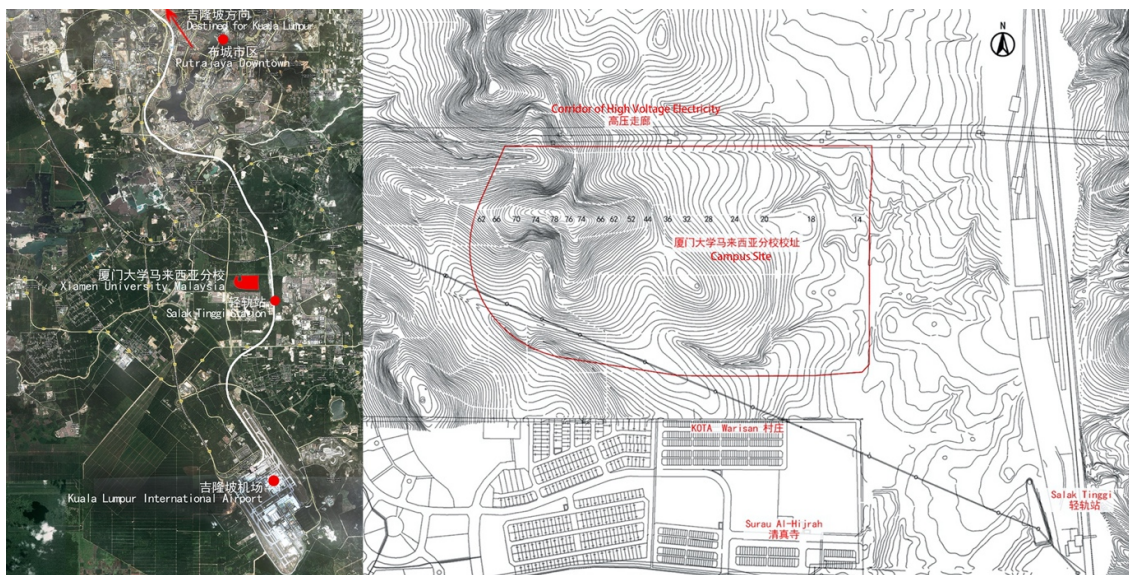 吉隆坡方向
Destined for Kuala Lumpur
布城市区
Putrajaya Downtown
厦门大学马来西亚分校
Xiamen University Malaysia
轻轨站
Salak Tinggi Station
吉隆坡机场
Kuala Lumpur International Airport
N
Corridor of High Voltage Electricity
高压走廊
62 66 70 74 78 76 74 66 62 52 44 36 32 28 24 20 18 14
厦门大学马来西亚分校校址
Campus Site
KOTA Warisan 村庄
Surau Al-Hijrah
清真寺
Salak Tinggi
轻轨站